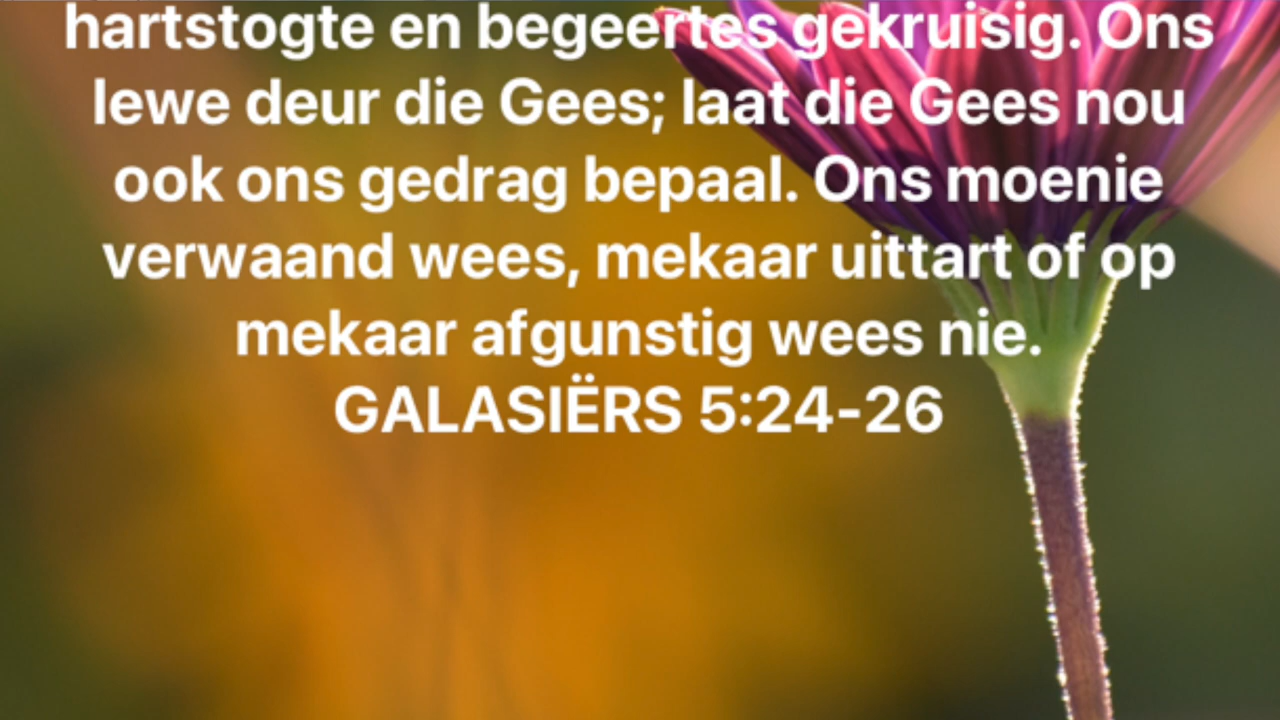 hartstogte en begeertes gekruisig. Ons
lewe deur die Gees; laat die Gees nou
ook ons gedrag bepaal. Ons moenie
verwaand wees, mekaar uittart of op
mekaar afgunstig wees nie.
GALASIËRS 5:24-26